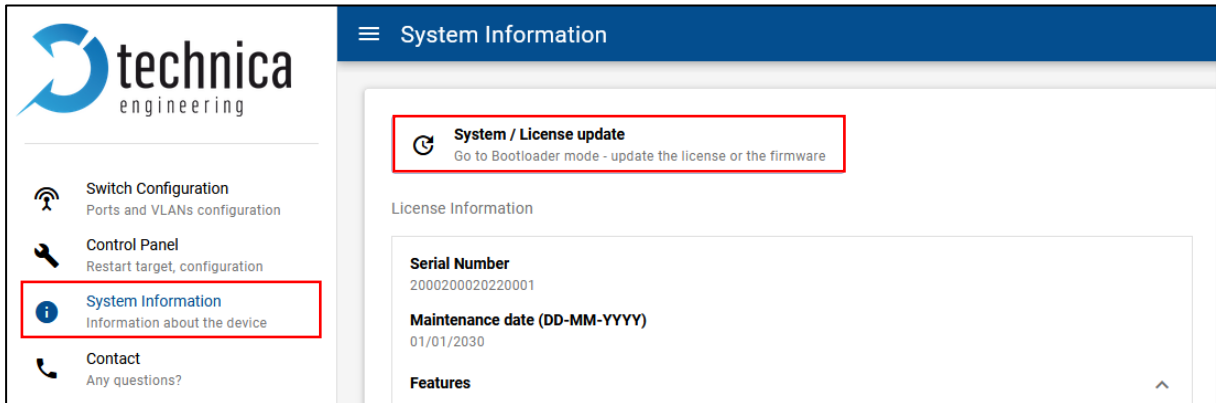 technica
engineering
Switch Configuration
Ports and VLANs configuration
Control Panel
Restart target, configuration
System Information
Information about the device
Contact
Any questions?
System Information
System / License update
Go to Bootloader mode - update the license or the firmware
License Information
Serial Number
2000200020220001
Maintenance date (DD-MM-YYYY)
01/01/2030
Features